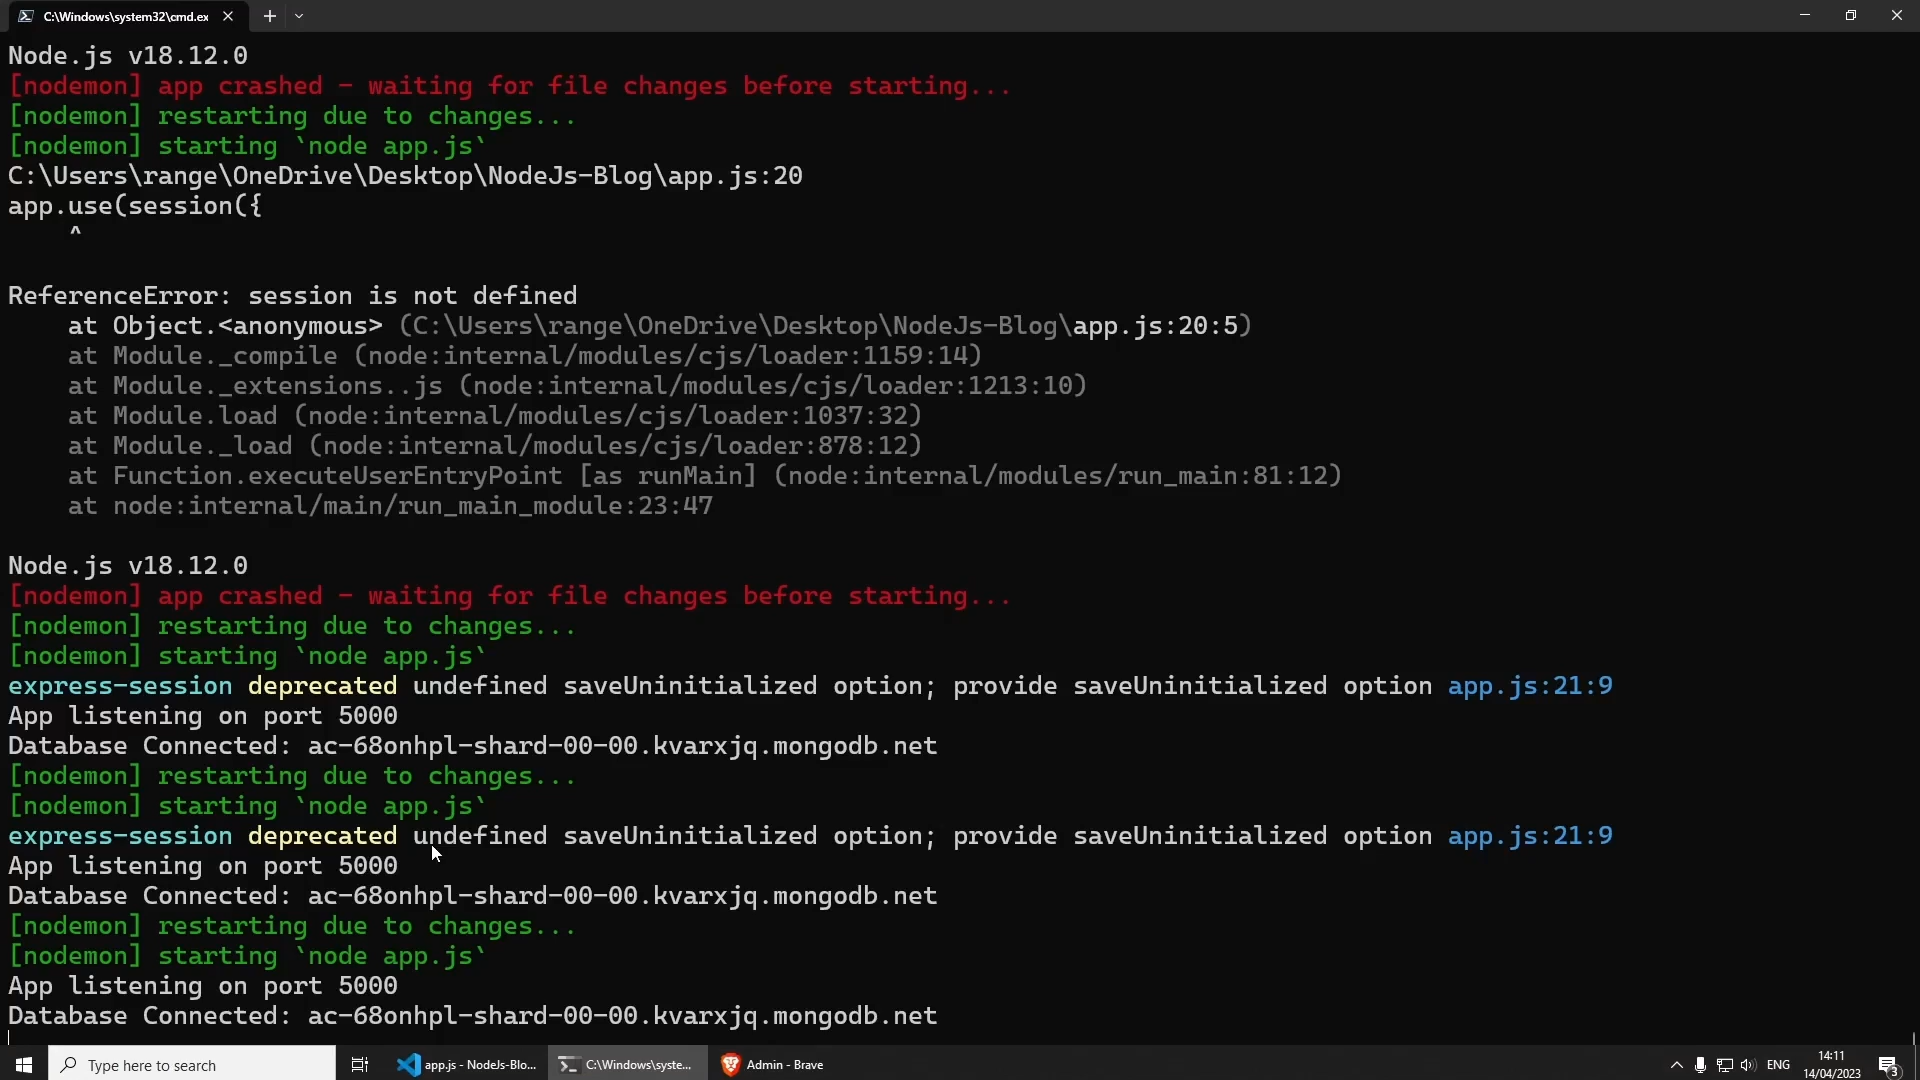 C:\Windows\system32\cmd.ex
Node.js v18.12.0
[nodemon] app crashed - waiting for file changes before starting...
[nodemon] restarting due to changes...
[nodemon] starting `node app.js`
C:\Users\range\OneDrive\Desktop\NodeJs-Blog\app.js:20
app.use(session({
    ^
ReferenceError: session is not defined
    at Object.<anonymous> (C:\Users\range\OneDrive\Desktop\NodeJs-Blog\app.js:20:5)
    at Module._compile (node:internal/modules/cjs/loader:1159:14)
    at Module._extensions..js (node:internal/modules/cjs/loader:1213:10)
    at Module.load (node:internal/modules/cjs/loader:1037:32)
    at Module._load (node:internal/modules/cjs/loader:878:12)
    at Function.executeUserEntryPoint [as runMain] (node:internal/modules/run_main:81:12)
    at node:internal/main/run_main_module:23:47
Node.js v18.12.0
[nodemon] app crashed - waiting for file changes before starting...
[nodemon] restarting due to changes...
[nodemon] starting `node app.js`
express-session deprecated undefined saveUninitialized option; provide saveUninitialized option app.js:21:9
App listening on port 5000
Database Connected: ac-68onhpl-shard-00-00.kvarxjq.mongodb.net
[nodemon] restarting due to changes...
[nodemon] starting `node app.js`
express-session deprecated undefined saveUninitialized option; provide saveUninitialized option app.js:21:9
App listening on port 5000
Database Connected: ac-68onhpl-shard-00-00.kvarxjq.mongodb.net
[nodemon] restarting due to changes...
[nodemon] starting `node app.js`
App listening on port 5000
Database Connected: ac-68onhpl-shard-00-00.kvarxjq.mongodb.net
Type here to search
app.js - NodeJs-Blo...
C:\Windows\syste...
Admin - Brave
ENG
14:11
14/04/2023
3